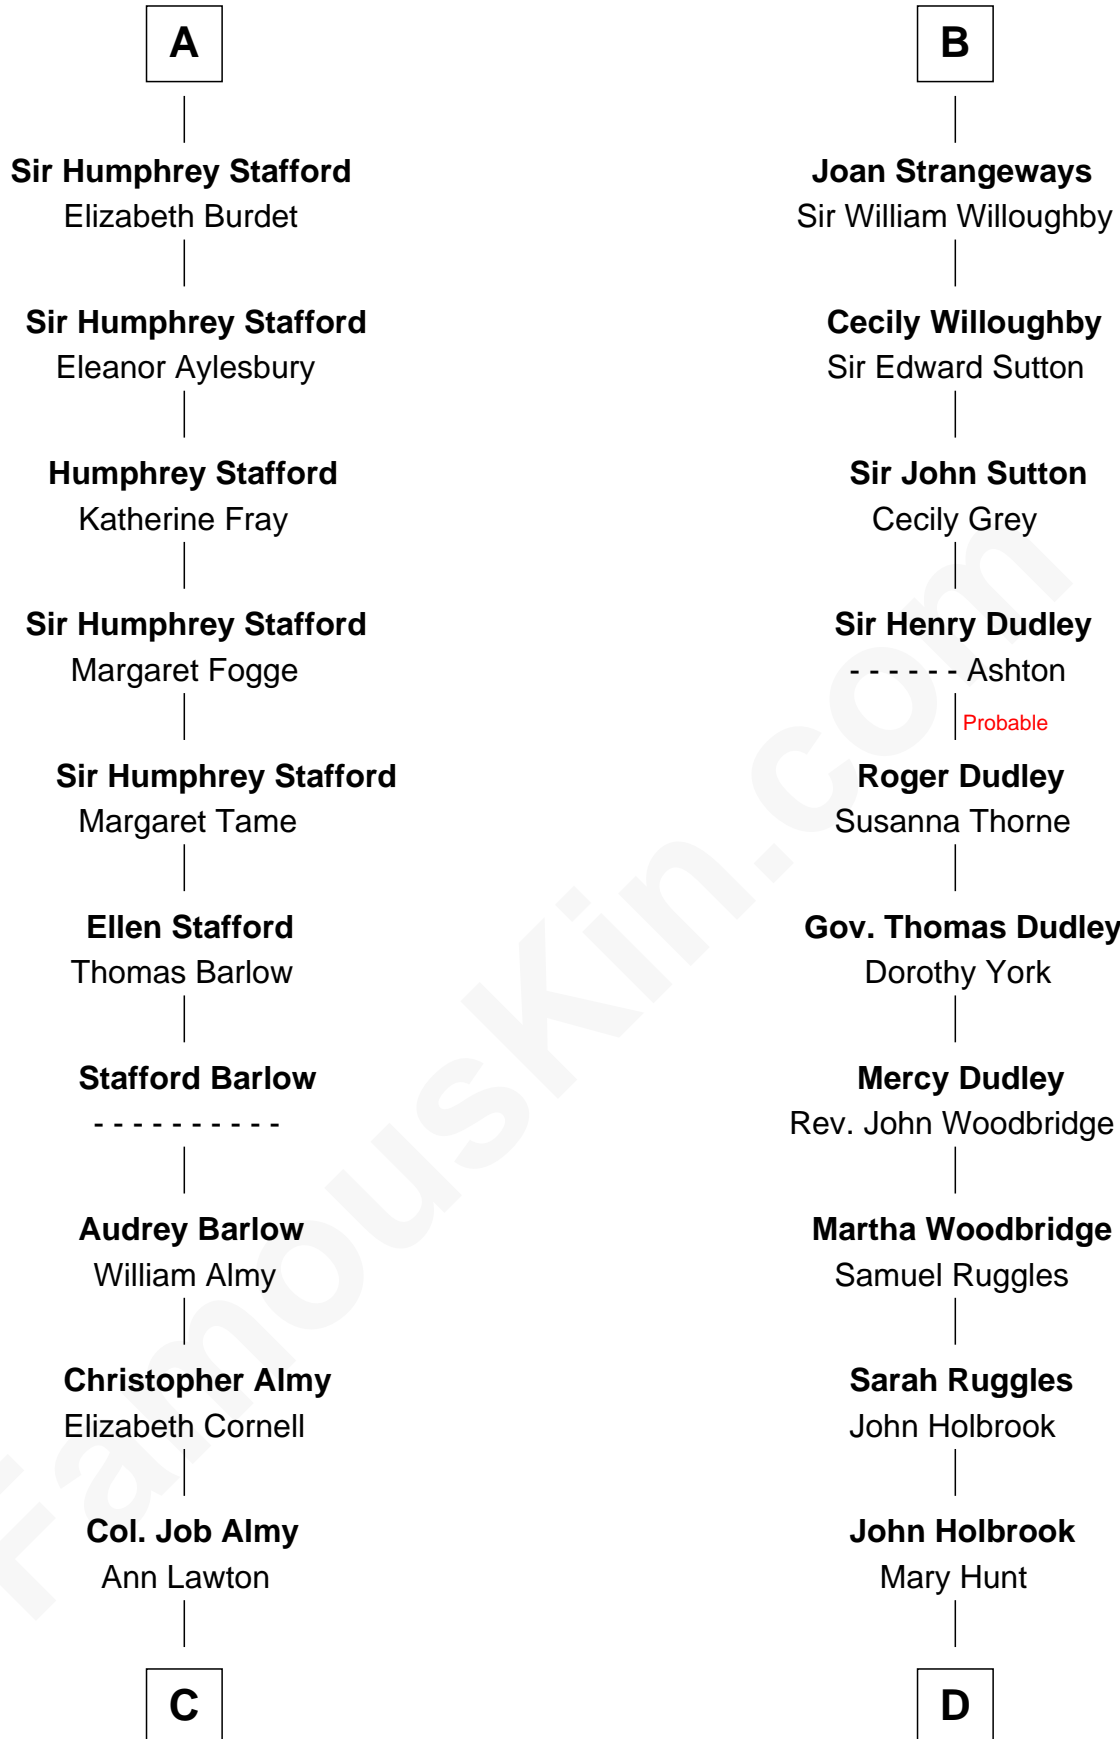 A
Sir Humphrey Stafford
Elizabeth Burdet
Sir Humphrey Stafford
Eleanor Aylesbury
Humphrey Stafford
Katherine Fray
Sir Humphrey Stafford
Margaret Fogge
Sir Humphrey Stafford
Margaret Tame
Ellen Stafford
Thomas Barlow
Stafford Barlow
- - - - - - - - - -
Audrey Barlow
William Almy
Christopher Almy
Elizabeth Cornell
Col. Job Almy
Ann Lawton
C
B
Joan Strangeways
Sir William Willoughby
Cecily Willoughby
Sir Edward Sutton
Sir John Sutton
Cecily Grey
Sir Henry Dudley
- - - - - - Ashton
Probable
Roger Dudley
Susanna Thorne
Gov. Thomas Dudley
Dorothy York
Mercy Dudley
Rev. John Woodbridge
Martha Woodbridge
Samuel Ruggles
Sarah Ruggles
John Holbrook
John Holbrook
Mary Hunt
D
FamousKin.com